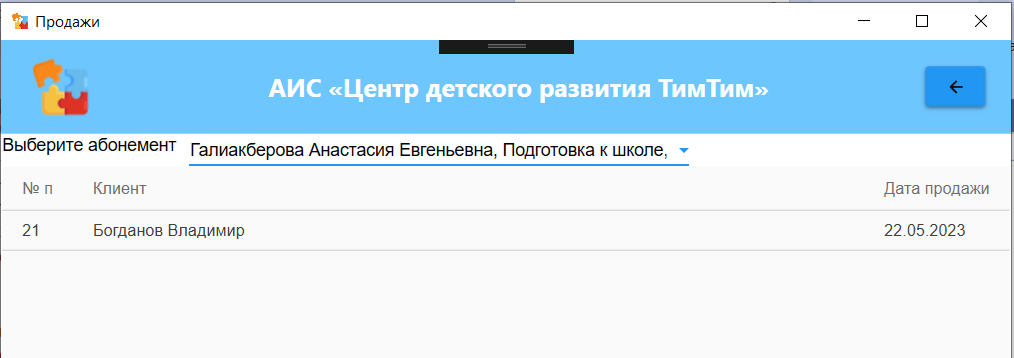 Продажи
АИС «Центр детского развития ТимТим»
Выберите абонемент Галиакберова Анастасия Евгеньевна, Подготовка к школе,
№ п Клиент Дата продажи
21 Богданов Владимир 22.05.2023